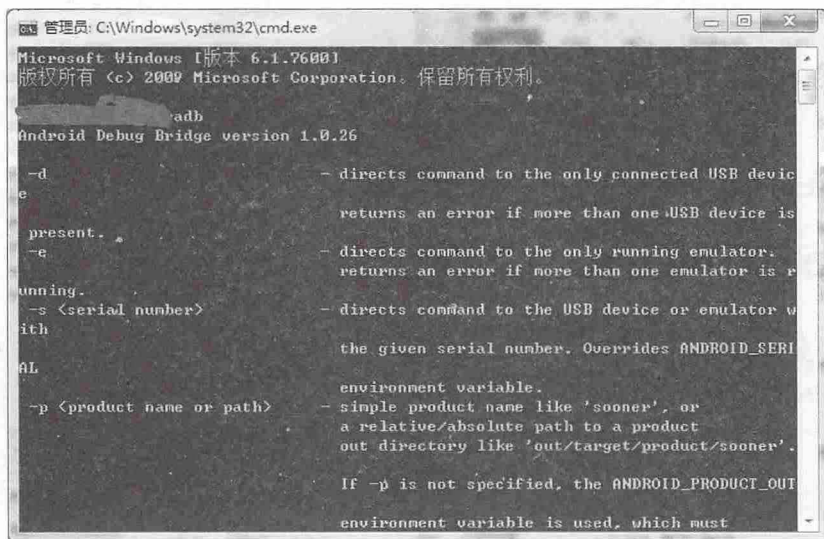 管理员: C:\Windows\system32\cmd.exe
Microsoft Windows [版本 6.1.7600]
版权所有 (c) 2009 Microsoft Corporation。保留所有权利。
adb
Android Debug Bridge version 1.0.26
-d - directs command to the only connected USB devic
e
returns an error if more than one USB device is
present.
-e - directs command to the only running emulator.
returns an error if more than one emulator is r
unning.
-s <serial number> - directs command to the USB device or emulator w
ith
the given serial number. Overrides ANDROID_SERI
AL
environment variable.
-p <product name or path> - simple product name like 'sooner', or
a relative/absolute path to a product
out directory like 'out/target/product/sooner'.
If -p is not specified, the ANDROID_PRODUCT_OUT
environment variable is used, which must